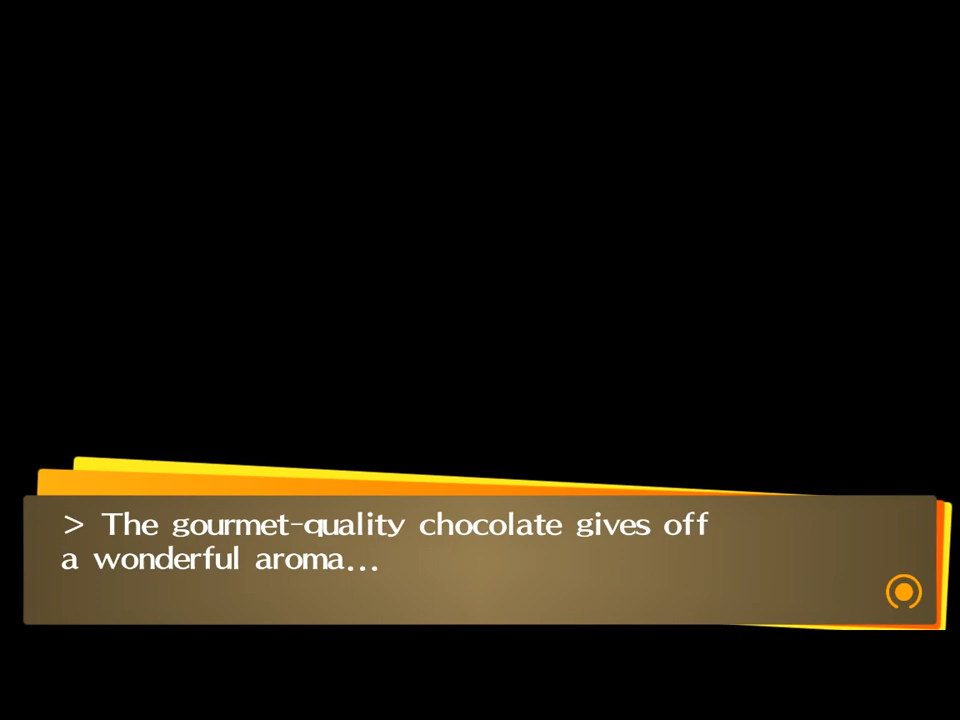 > The gourmet-quality chocolate gives off
a wonderful aroma...